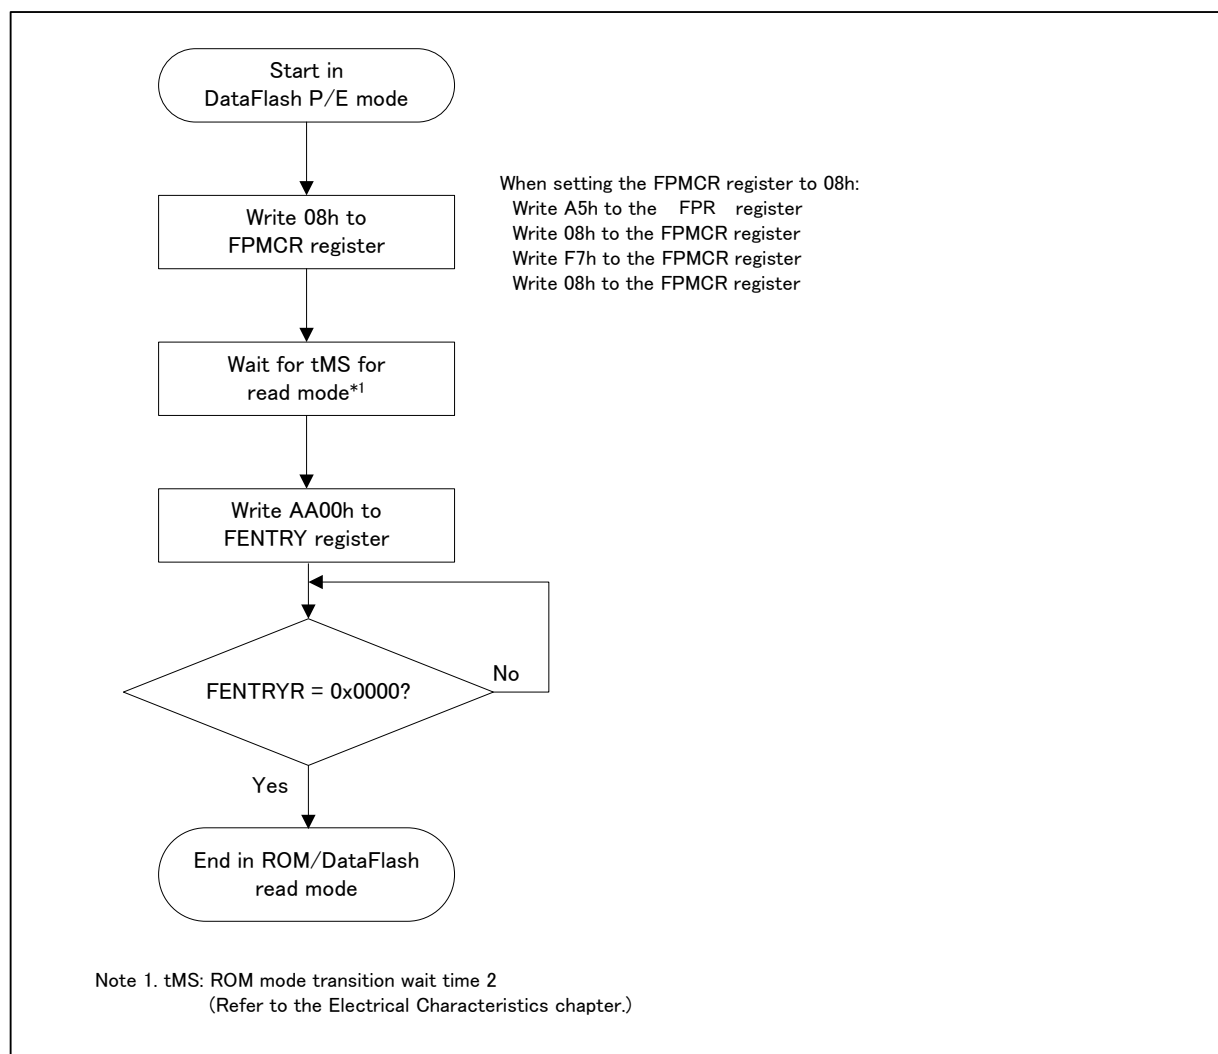 Start in
DataFlash P/E mode
Write 08h to
FPMCR register
When setting the FPMCR register to 08h:
Write A5h to the FPR register
Write 08h to the FPMCR register
Write F7h to the FPMCR register
Write 08h to the FPMCR register
Wait for tMS for
read mode*1
Write AA00h to
FENTRY register
FENTRYR = 0x0000?
No
Yes
End in ROM/DataFlash
read mode
Note 1. tMS: ROM mode transition wait time 2
(Refer to the Electrical Characteristics chapter.)